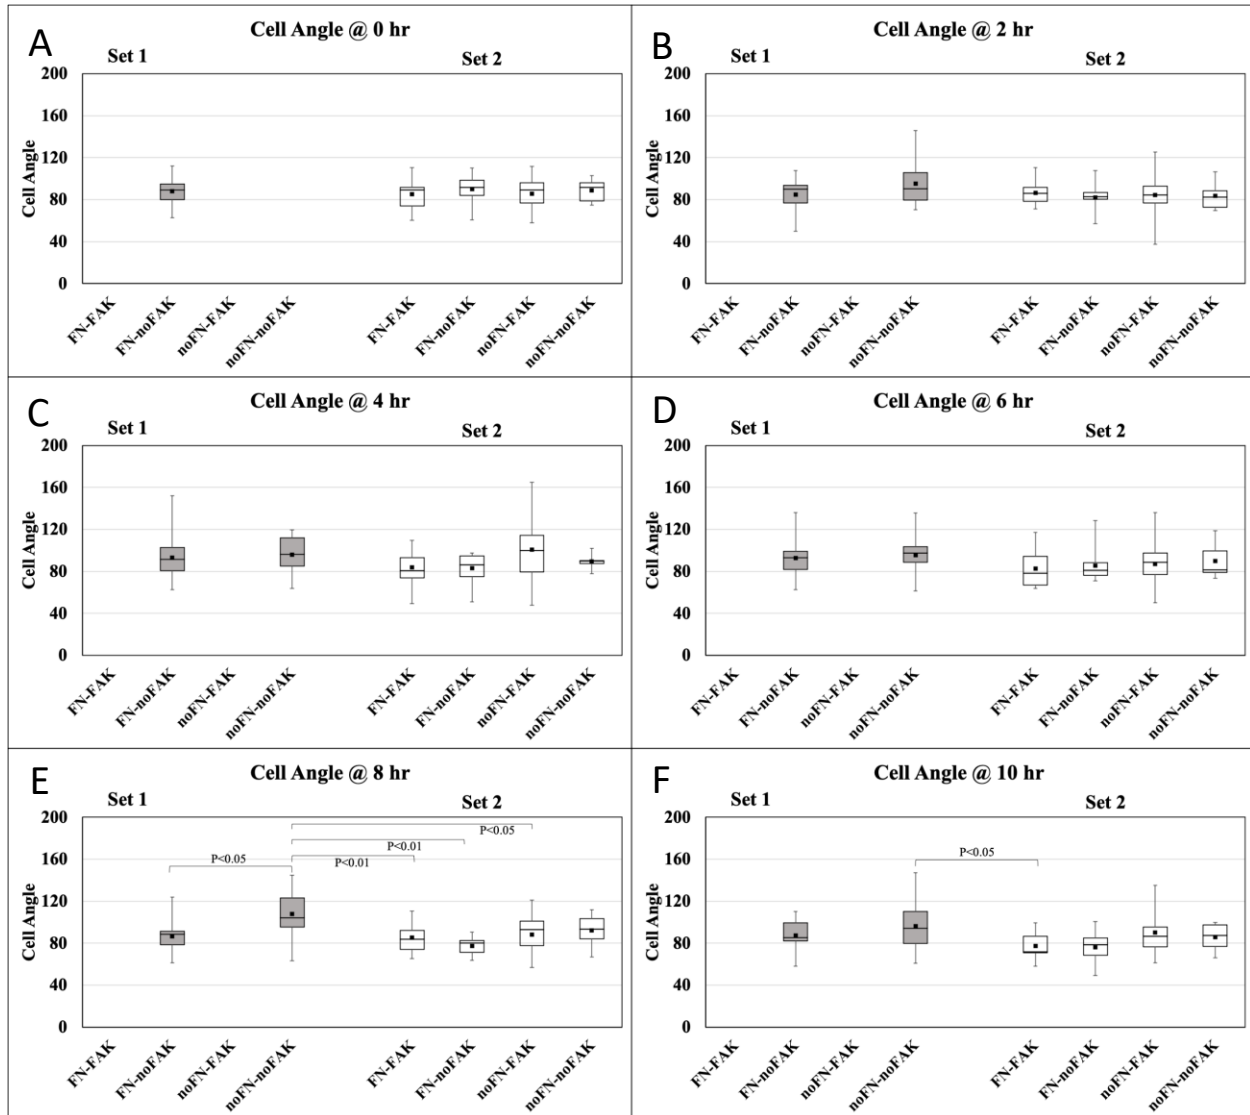 A
Cell Angle @ 0 hr
Set 1
Set 2
Cell Angle
200
160
120
80
40
0
FN-FAK
FN-noFAK
noFN-FAK
noFN-noFAK
FN-FAK
FN-noFAK
noFN-FAK
noFN-noFAK
B
Cell Angle @ 2 hr
Set 1
Set 2
Cell Angle
200
160
120
80
40
0
FN-FAK
FN-noFAK
noFN-FAK
noFN-noFAK
FN-FAK
FN-noFAK
noFN-FAK
noFN-noFAK
C
Cell Angle @ 4 hr
Set 1
Set 2
Cell Angle
200
160
120
80
40
0
FN-FAK
FN-noFAK
noFN-FAK
noFN-noFAK
FN-FAK
FN-noFAK
noFN-FAK
noFN-noFAK
D
Cell Angle @ 6 hr
Set 1
Set 2
Cell Angle
200
160
120
80
40
0
FN-FAK
FN-noFAK
noFN-FAK
noFN-noFAK
FN-FAK
FN-noFAK
noFN-FAK
noFN-noFAK
E
Cell Angle @ 8 hr
Set 1
Set 2
Cell Angle
200
160
120
80
40
0
P<0.05
P<0.01
P<0.01
P<0.05
FN-FAK
FN-noFAK
noFN-FAK
noFN-noFAK
FN-FAK
FN-noFAK
noFN-FAK
noFN-noFAK
F
Cell Angle @ 10 hr
Set 1
Set 2
Cell Angle
200
160
120
80
40
0
P<0.05
FN-FAK
FN-noFAK
noFN-FAK
noFN-noFAK
FN-FAK
FN-noFAK
noFN-FAK
noFN-noFAK